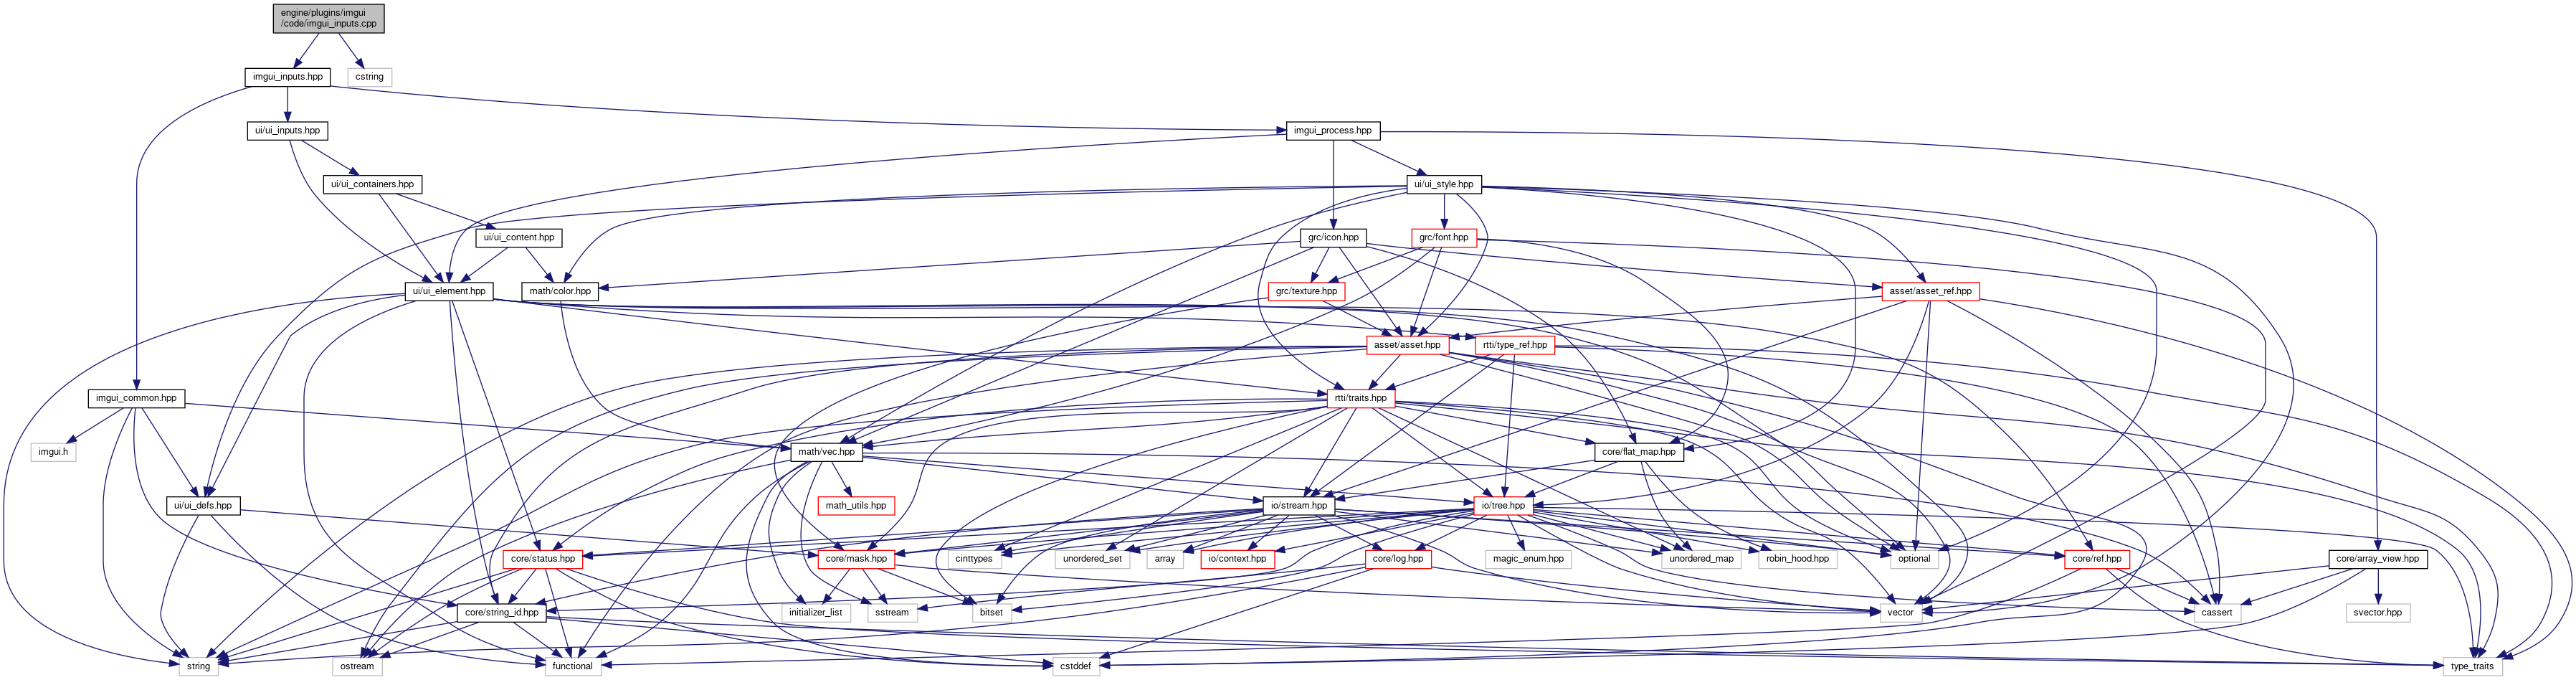 engine/plugins/imgui
/code/imgui_inputs.cpp
imgui_inputs.hpp
cstring
ui/ui_inputs.hpp
imgui_process.hpp
ui/ui_containers.hpp
ui/ui_style.hpp
ui/ui_content.hpp
grc/icon.hpp
grc/font.hpp
ui/ui_element.hpp
math/color.hpp
grc/texture.hpp
asset/asset_ref.hpp
asset/asset.hpp
rtti/type_ref.hpp
imgui_common.hpp
rtti/traits.hpp
imgui.h
math/vec.hpp
core/flat_map.hpp
ui/ui_defs.hpp
math_utils.hpp
io/stream.hpp
io/tree.hpp
core/status.hpp
core/mask.hpp
cinttypes
unordered_set
array
io/context.hpp
core/log.hpp
magic_enum.hpp
unordered_map
robin_hood.hpp
optional
core/ref.hpp
core/array_view.hpp
core/string_id.hpp
initializer_list
sstream
bitset
vector
cassert
svector.hpp
string
ostream
functional
cstddef
type_traits